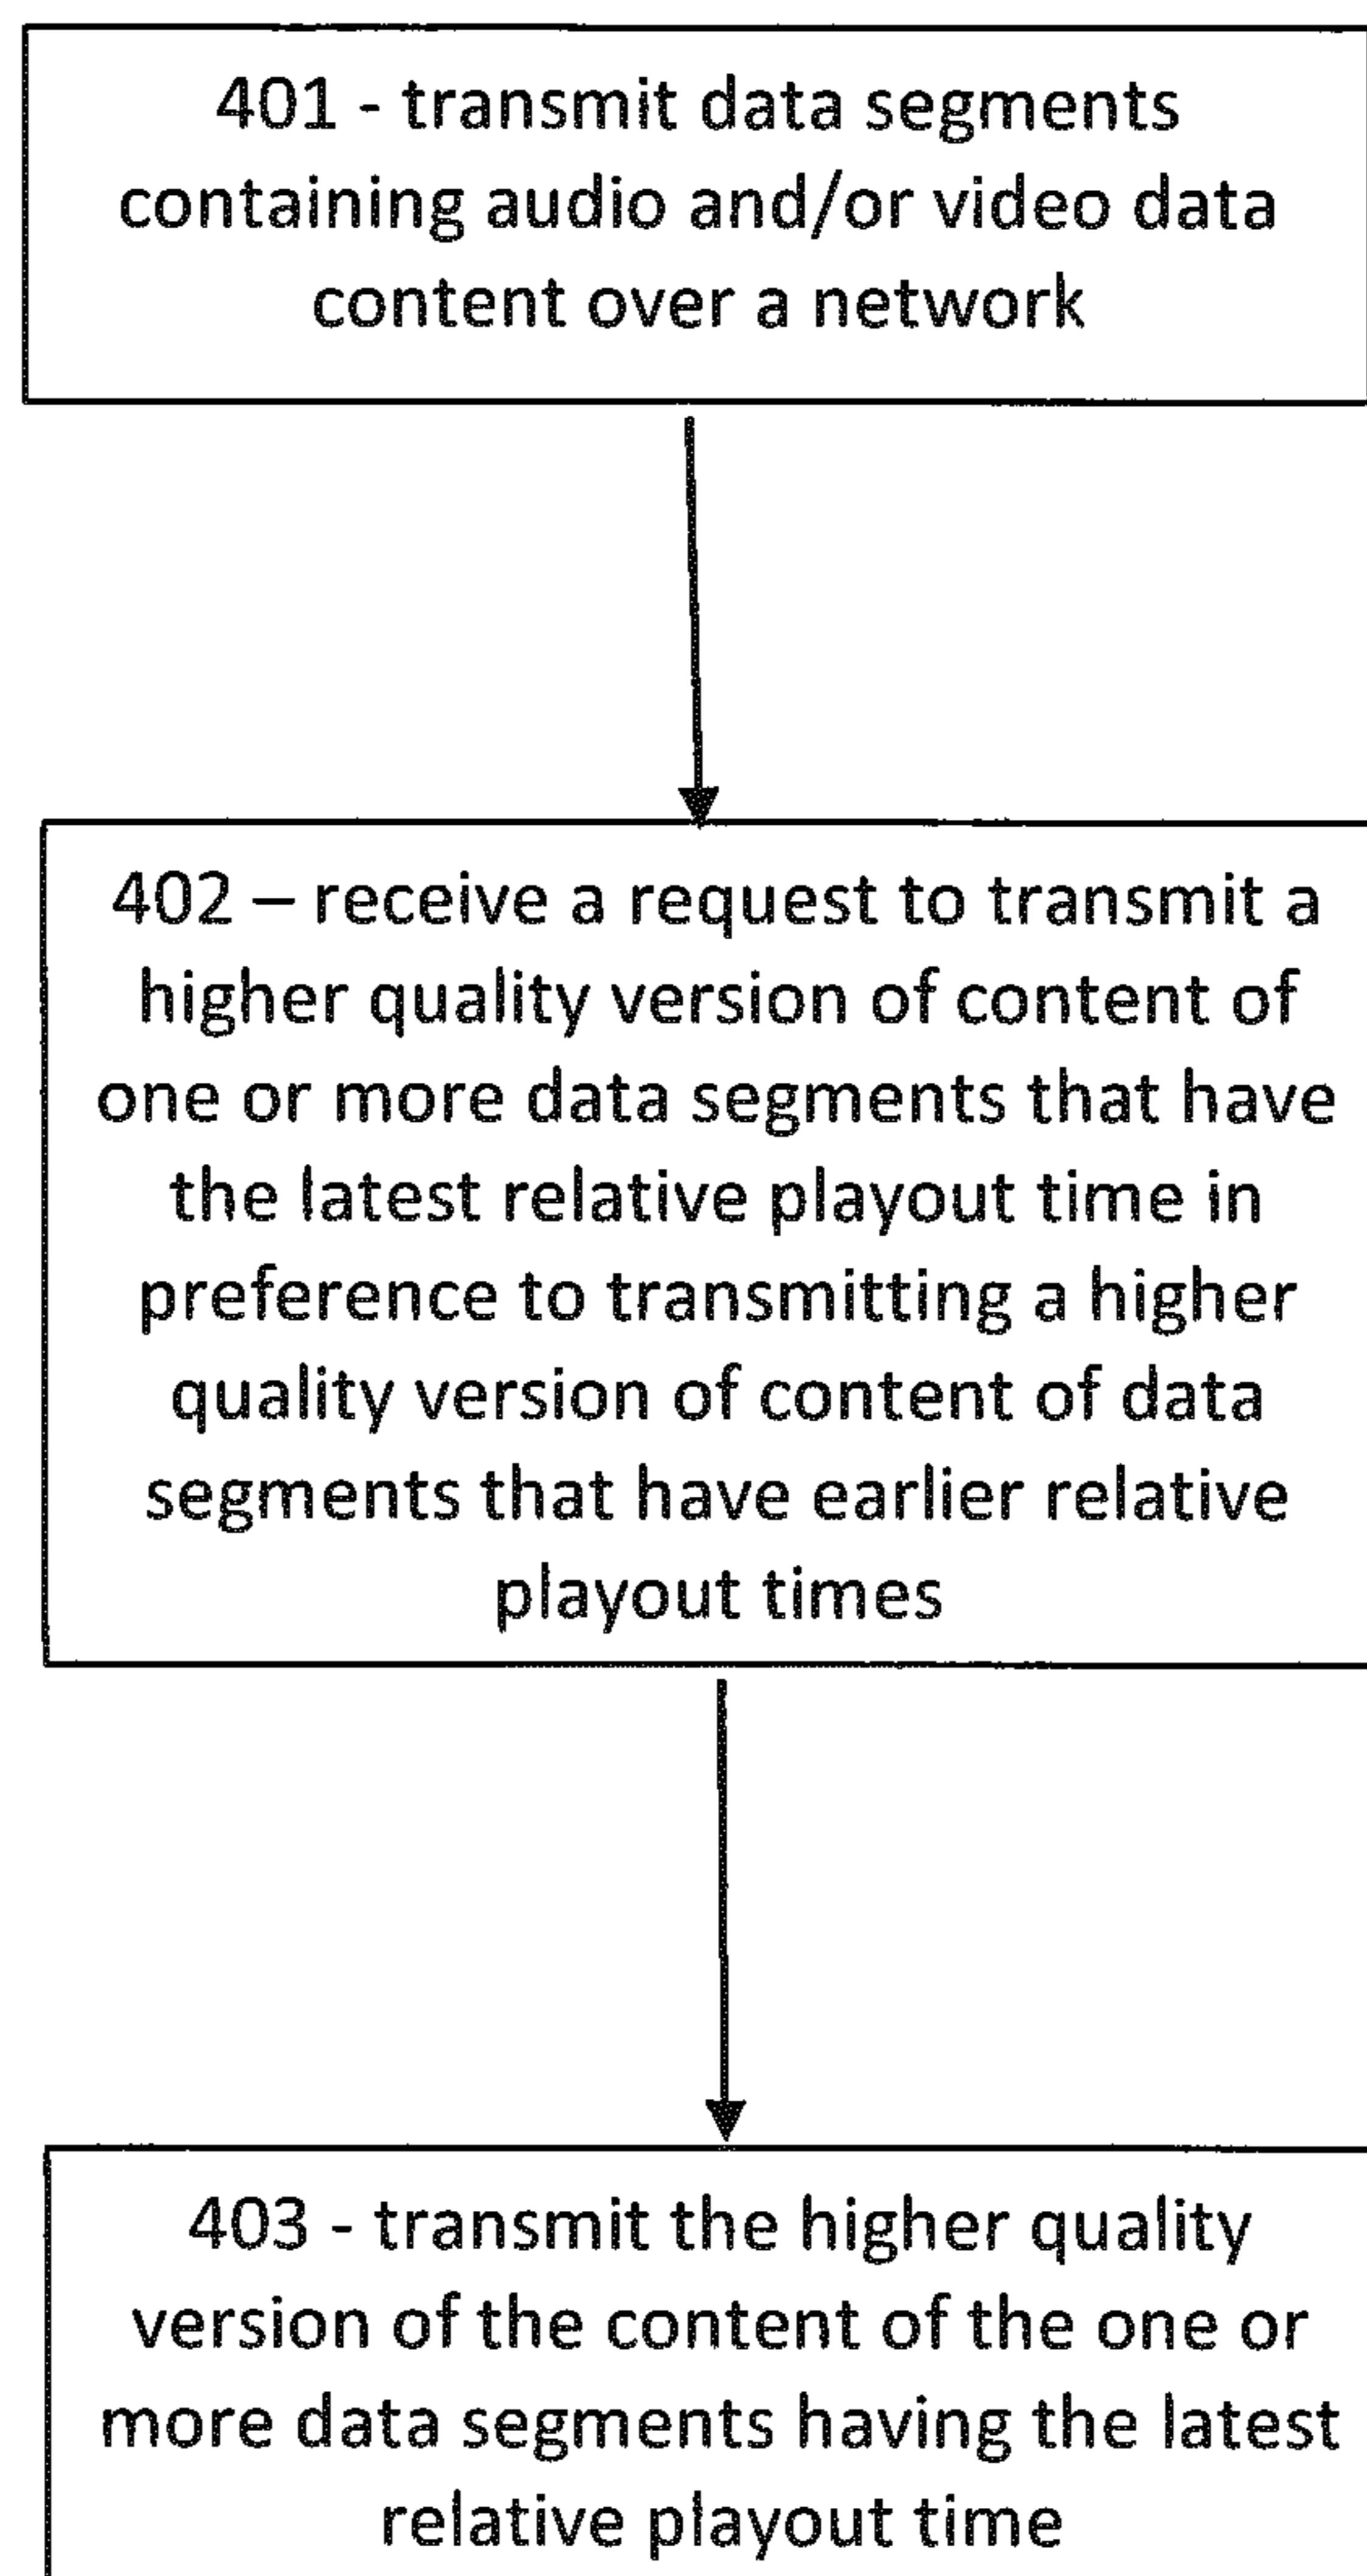 401 - transmit data segments
containing audio and/or video data
content over a network
402 – receive a request to transmit a
higher quality version of content of
one or more data segments that have
the latest relative playout time in
preference to transmitting a higher
quality version of content of data
segments that have earlier relative
playout times
403 - transmit the higher quality
version of the content of the one or
more data segments having the latest
relative playout time